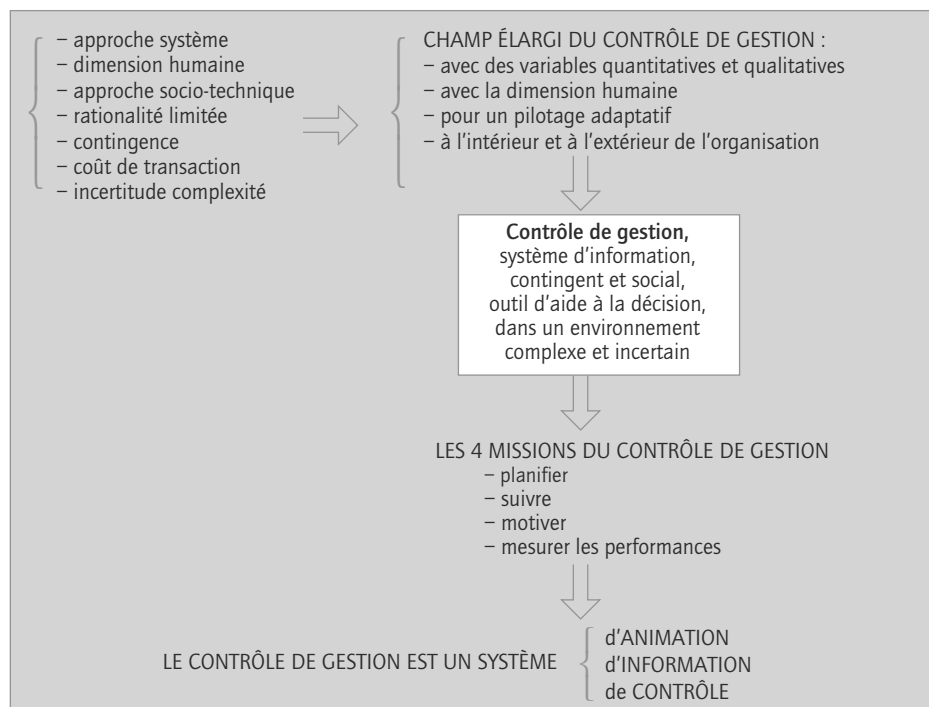 – approche système
– dimension humaine
– approche socio-technique
– rationalité limitée
– contingence
– coût de transaction
– incertitude complexité
CHAMP ÉLARGI DU CONTRÔLE DE GESTION :
– avec des variables quantitatives et qualitatives
– avec la dimension humaine
– pour un pilotage adaptatif
– à l'intérieur et à l'extérieur de l'organisation
Contrôle de gestion,
système d'information,
contingent et social,
outil d'aide à la décision,
dans un environnement
complexe et incertain
LES 4 MISSIONS DU CONTRÔLE DE GESTION
– planifier
– suivre
– motiver
– mesurer les performances
LE CONTRÔLE DE GESTION EST UN SYSTÈME
d'ANIMATION
d'INFORMATION
de CONTRÔLE